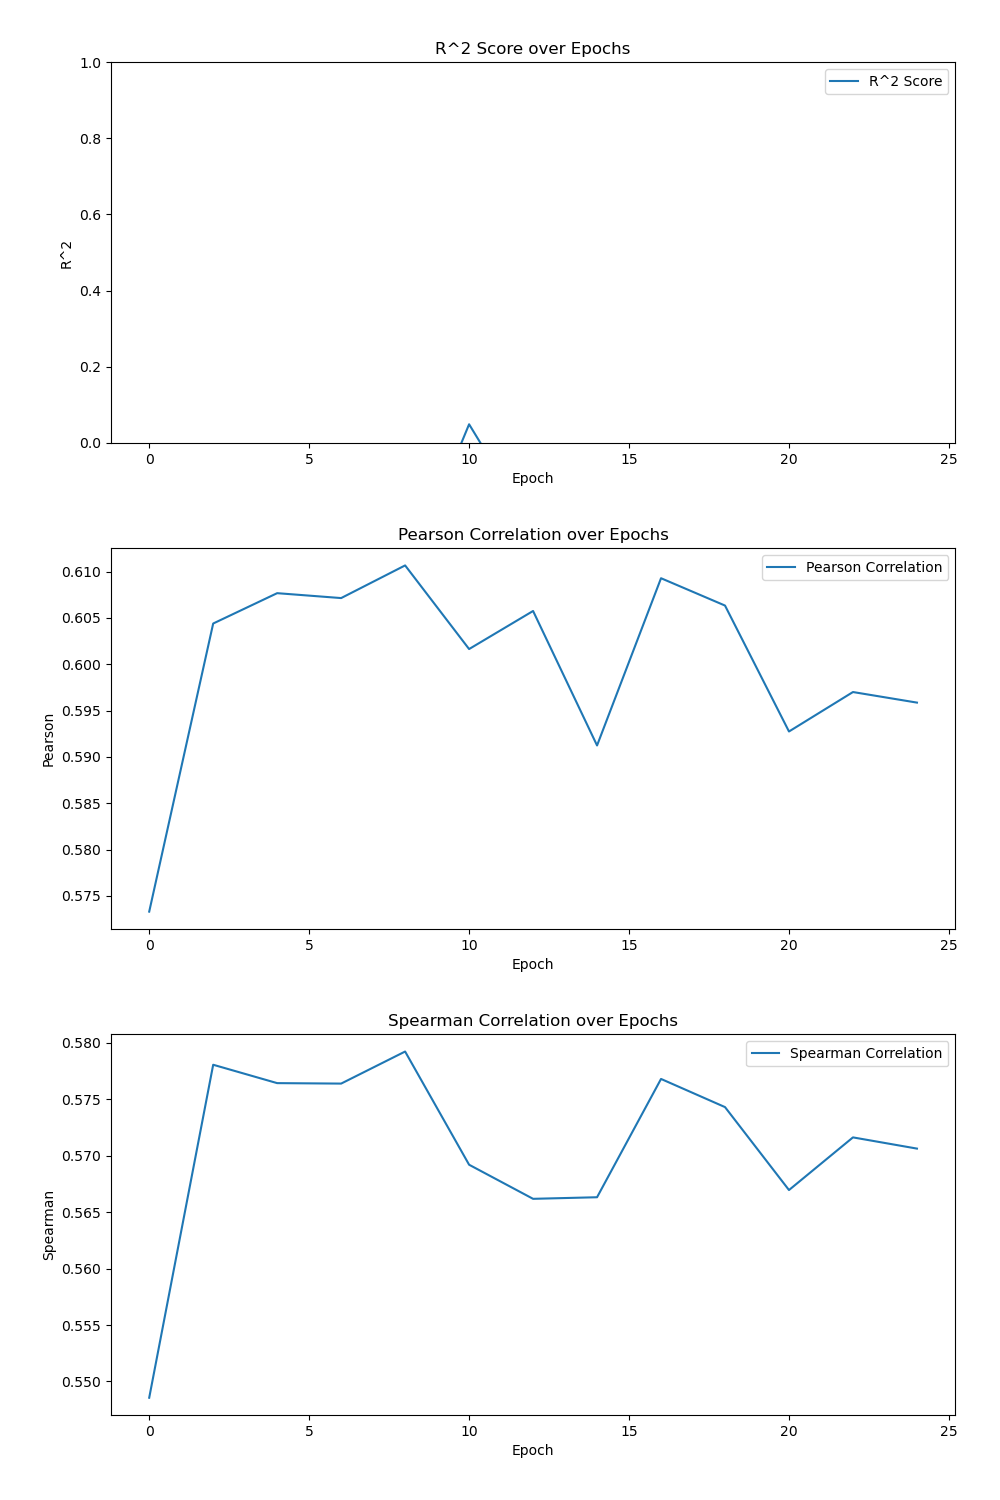 R^2 Score over Epochs
R^2 Score
1.0
0.8
0.6
0.4
0.2
0.0
R^2
0 5 10 15 20 25
Epoch
Pearson Correlation over Epochs
Pearson Correlation
0.610
0.605
0.600
0.595
0.590
0.585
0.580
0.575
Pearson
0 5 10 15 20 25
Epoch
Spearman Correlation over Epochs
Spearman Correlation
0.580
0.575
0.570
0.565
0.560
0.555
0.550
Spearman
0 5 10 15 20 25
Epoch